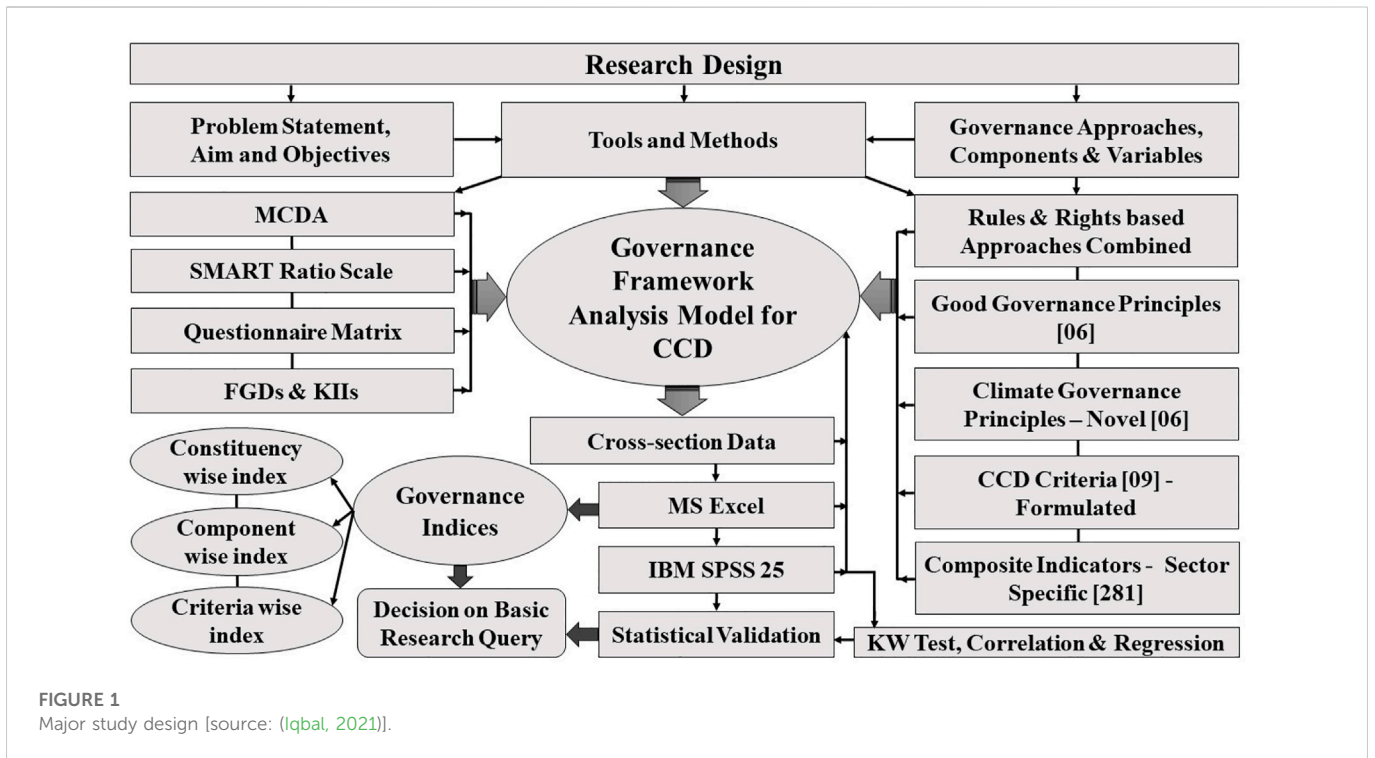 Research Design
Problem Statement,
Aim and Objectives
Tools and Methods
Governance Approaches,
Components & Variables
MCDA
SMART Ratio Scale
Questionnaire Matrix
FGDs & KIIs
Governance
Framework
Analysis Model for
CCD
Rules & Rights based
Approaches Combined
Good Governance Principles
[06]
Climate Governance
Principles – Novel [06]
CCD Criteria [09] -
Formulated
Composite Indicators - Sector
Specific [281]
Cross-section Data
MS Excel
IBM SPSS 25
Statistical Validation
KW Test, Correlation & Regression
Governance
Indices
Decision on Basic
Research Query
Constituency
wise index
Component
wise index
Criteria wise
index
FIGURE 1
Major study design [source: (Iqbal, 2021)].